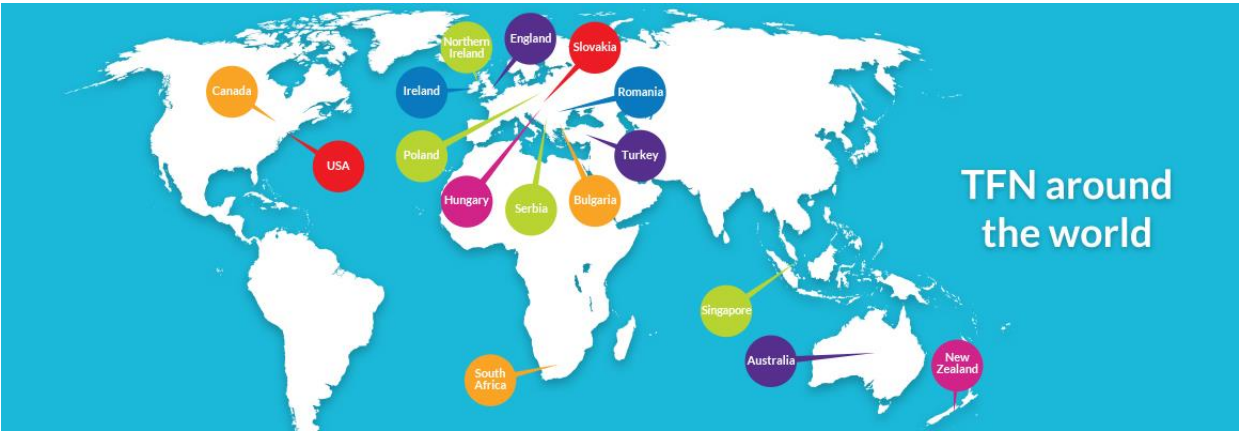 Northern
Ireland
England
Slovakia
Canada
Ireland
Romania
USA
Poland
Turkey
Hungary
Serbia
Bulgaria
TFN around
the world
Singapore
Australia
New
Zealand
South
Africa